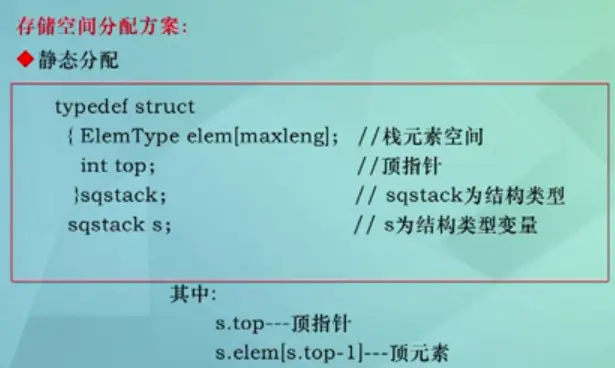 存储空间分配方案:
◆静态分配
typedef struct
{ ElemType elem[maxleng]; //栈元素空间
int top; //顶指针
}sqstack; // sqstack为结构类型
sqstack s; // s为结构类型变量
其中:
s.top---顶指针
s.elem[s.top-1]---顶元素